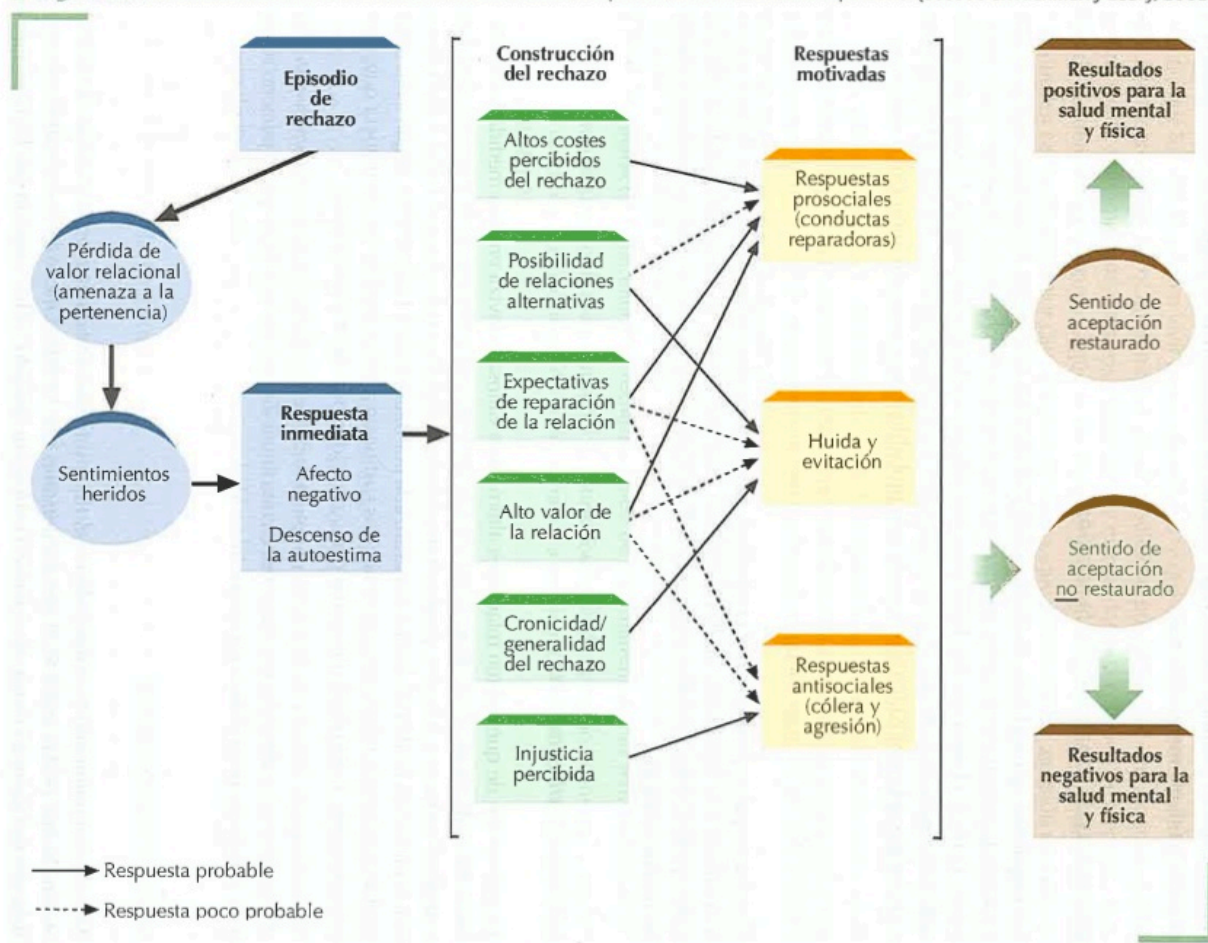 Episodio
de
rechazo
Pérdida de
valor relacional
(amenaza a la
pertenencia)
Sentimientos
heridos
Respuesta
inmediata
Afecto
negativo
Descenso de
la autoestima
Construcción
del rechazo
Altos costes
percibidos
del rechazo
Posibilidad
de relaciones
alternativas
Expectativas
de reparación
de la relación
Alto valor de
la relación
Cronicidad/
generalidad
del rechazo
Injusticia
percibida
Respuestas
motivadas
Respuestas
prosociales
(conductas
reparadoras)
Huida y
evitación
Respuestas
antisociales
(cólera y
agresión)
Resultados
positivos para la
salud mental
y física
Sentido de
aceptación
restaurado
Sentido de
aceptación
no restaurado
Resultados
negativos para la
salud mental
y física
Respuesta probable
Respuesta poco probable